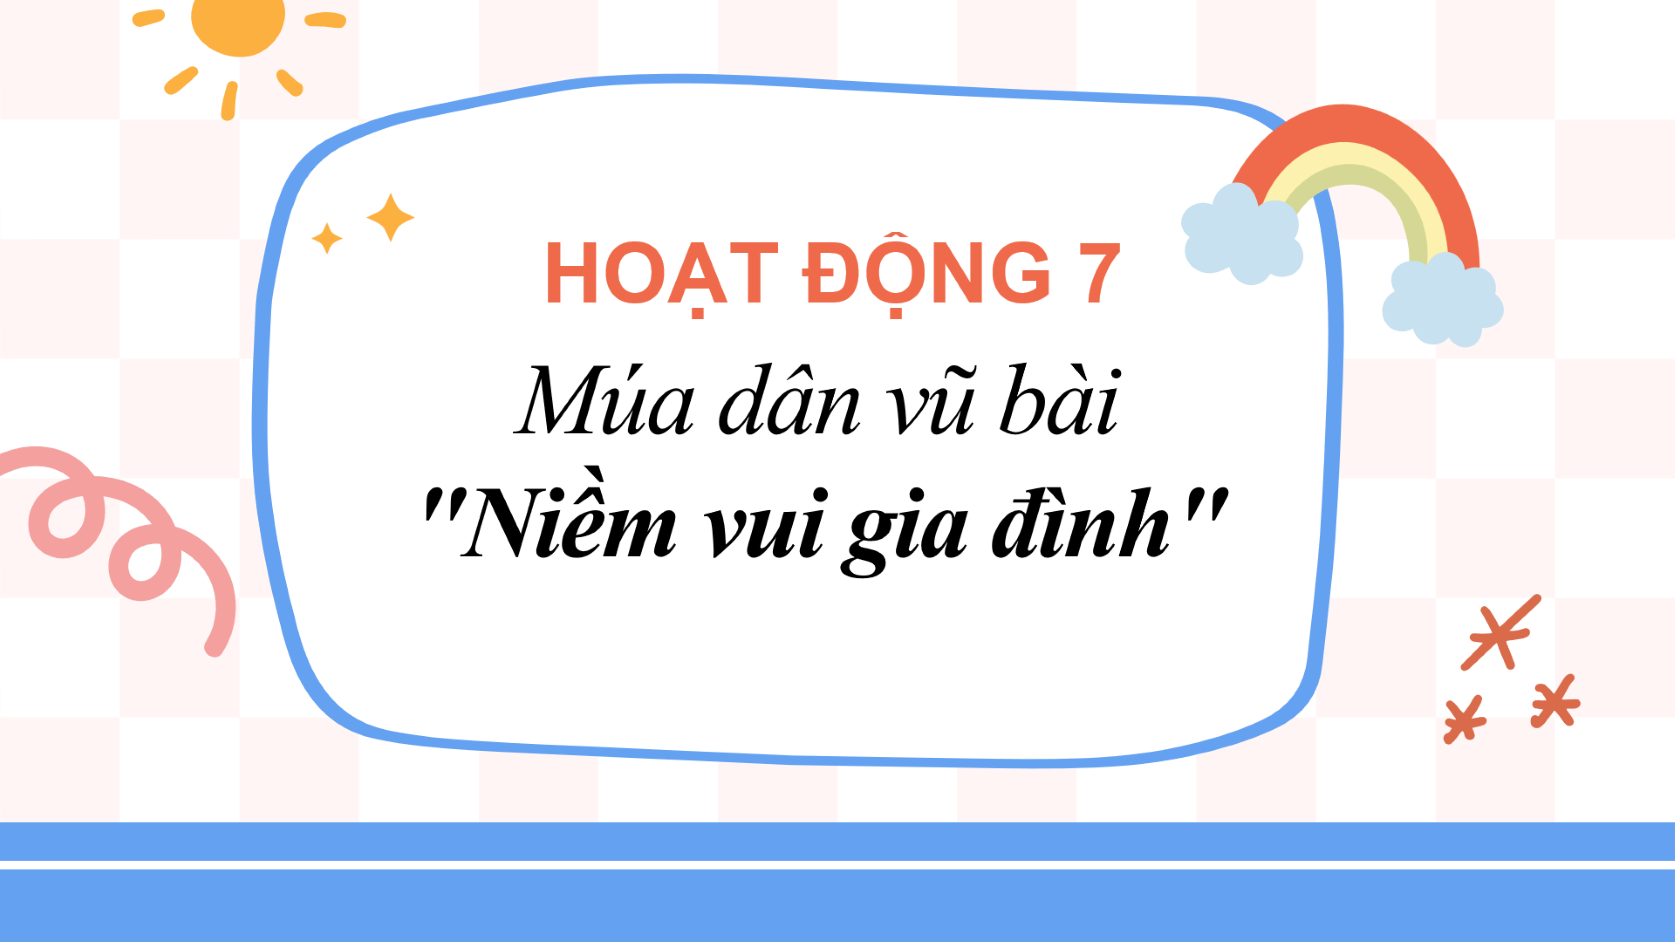 HOẠT ĐỘNG 7
Múa dân vũ bài
"Niềm vui gia đình"